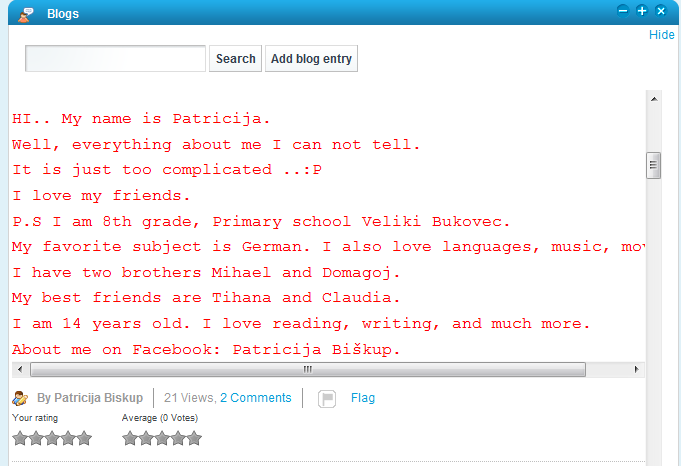 Blogs
Hide
Search Add blog entry
HI.. My name is Patricija.
Well, everything about me I can not tell.
It is just too complicated ..:P
I love my friends.
P.S I am 8th grade, Primary school Veliki Bukovec.
My favorite subject is German. I also love languages, music,
I have two brothers Mihael and Domagoj.
My best friends are Tihana and Claudia.
I am 14 years old. I love reading, writing, and much more.
About me on Facebook: Patricija Biškup.
By Patricija Biskup 21 Views, 2 Comments Flag
Your rating Average (0 Votes)